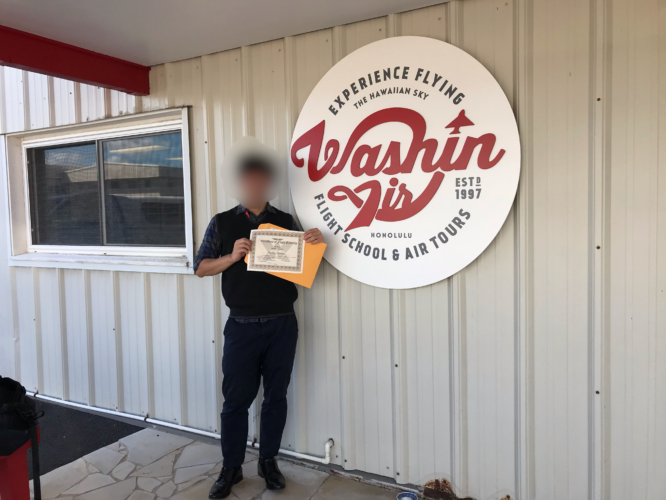 EXPERIENCE FLYING
THE HAWAIIAN SKY
Washin
Air
ESTD
1997
HONOLULU
FLIGHT SCHOOL & AIR TOURS